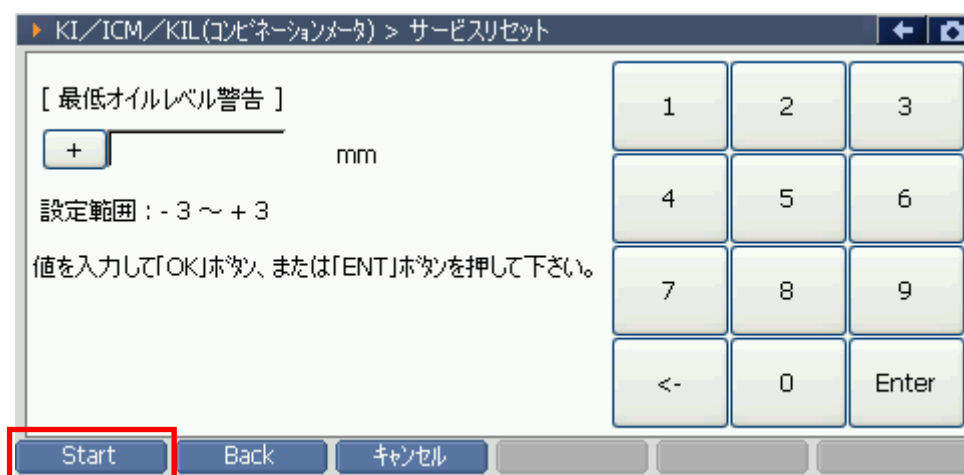 KI／ICM／KIL(ｺﾝﾋﾞﾈｰｼｮﾝﾒｰﾀ) > サービスリセット
[ 最低オイルレベル警告 ]
+ mm
設定範囲：- 3 ～ + 3
値を入力して「OK」ﾎﾞﾀﾝ、または「ENT」ﾎﾞﾀﾝを押して下さい。
1 2 3
4 5 6
7 8 9
<- 0 Enter
Start Back ｷｬﾝｾﾙ